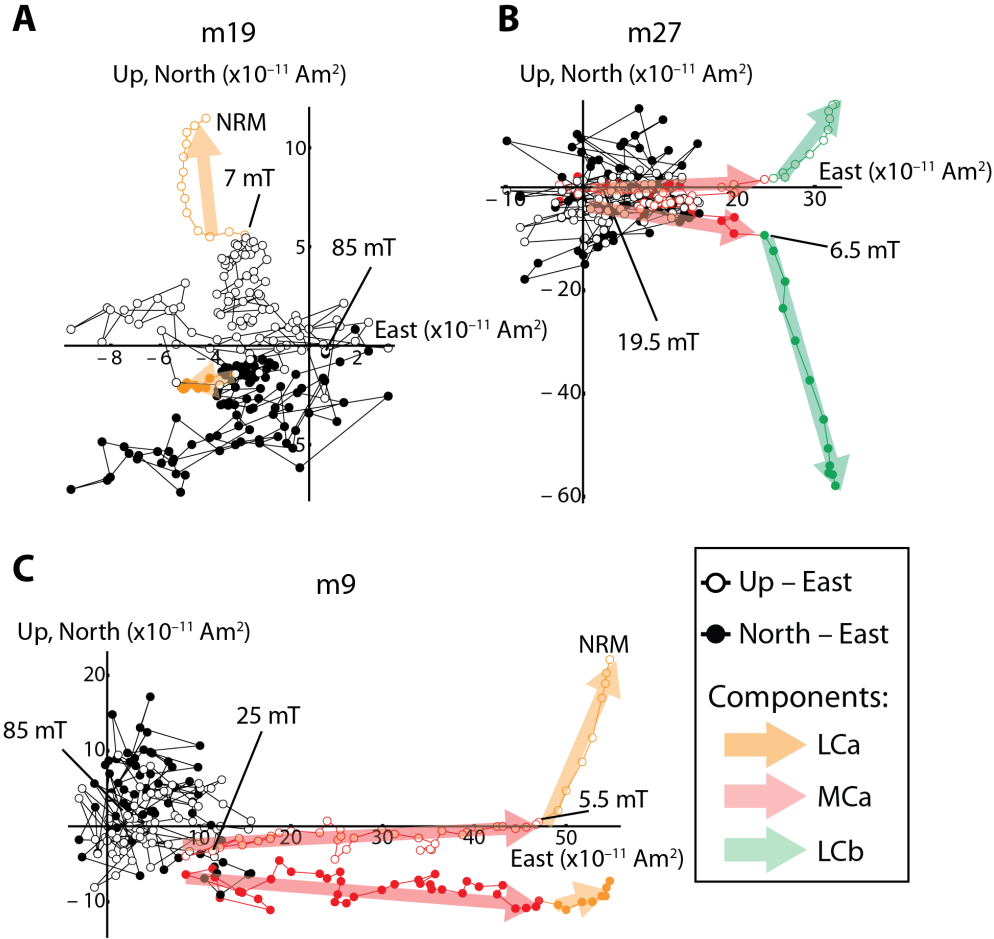 A
m19
Up, North (x10⁻¹¹ Am²)
NRM
10
7 mT
5
85 mT
East (x10⁻¹¹ Am²)
– 8
– 6
– 4
2
5
B
m27
Up, North (x10⁻¹¹ Am²)
East (x10⁻¹¹ Am²)
– 10
20
30
6.5 mT
– 20
19.5 mT
– 40
– 60
C
m9
Up, North (x10⁻¹¹ Am²)
NRM
20
85 mT
25 mT
10
5.5 mT
10
20
30
40
50
East (x10⁻¹¹ Am²)
– 10
Up – East
North – East
Components:
LCa
MCa
LCb